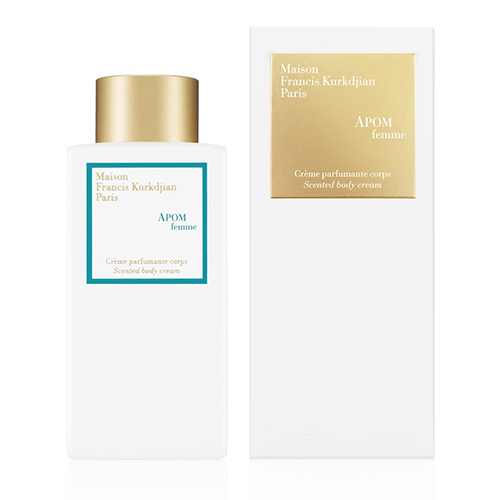 Maison
Francis Kurkdjian
Paris
APOM
femme
Crème parfumante corps
Scented body cream
Maison
Francis Kurkdjian
Paris
APOM
femme
Crème parfumante corps
Scented body cream